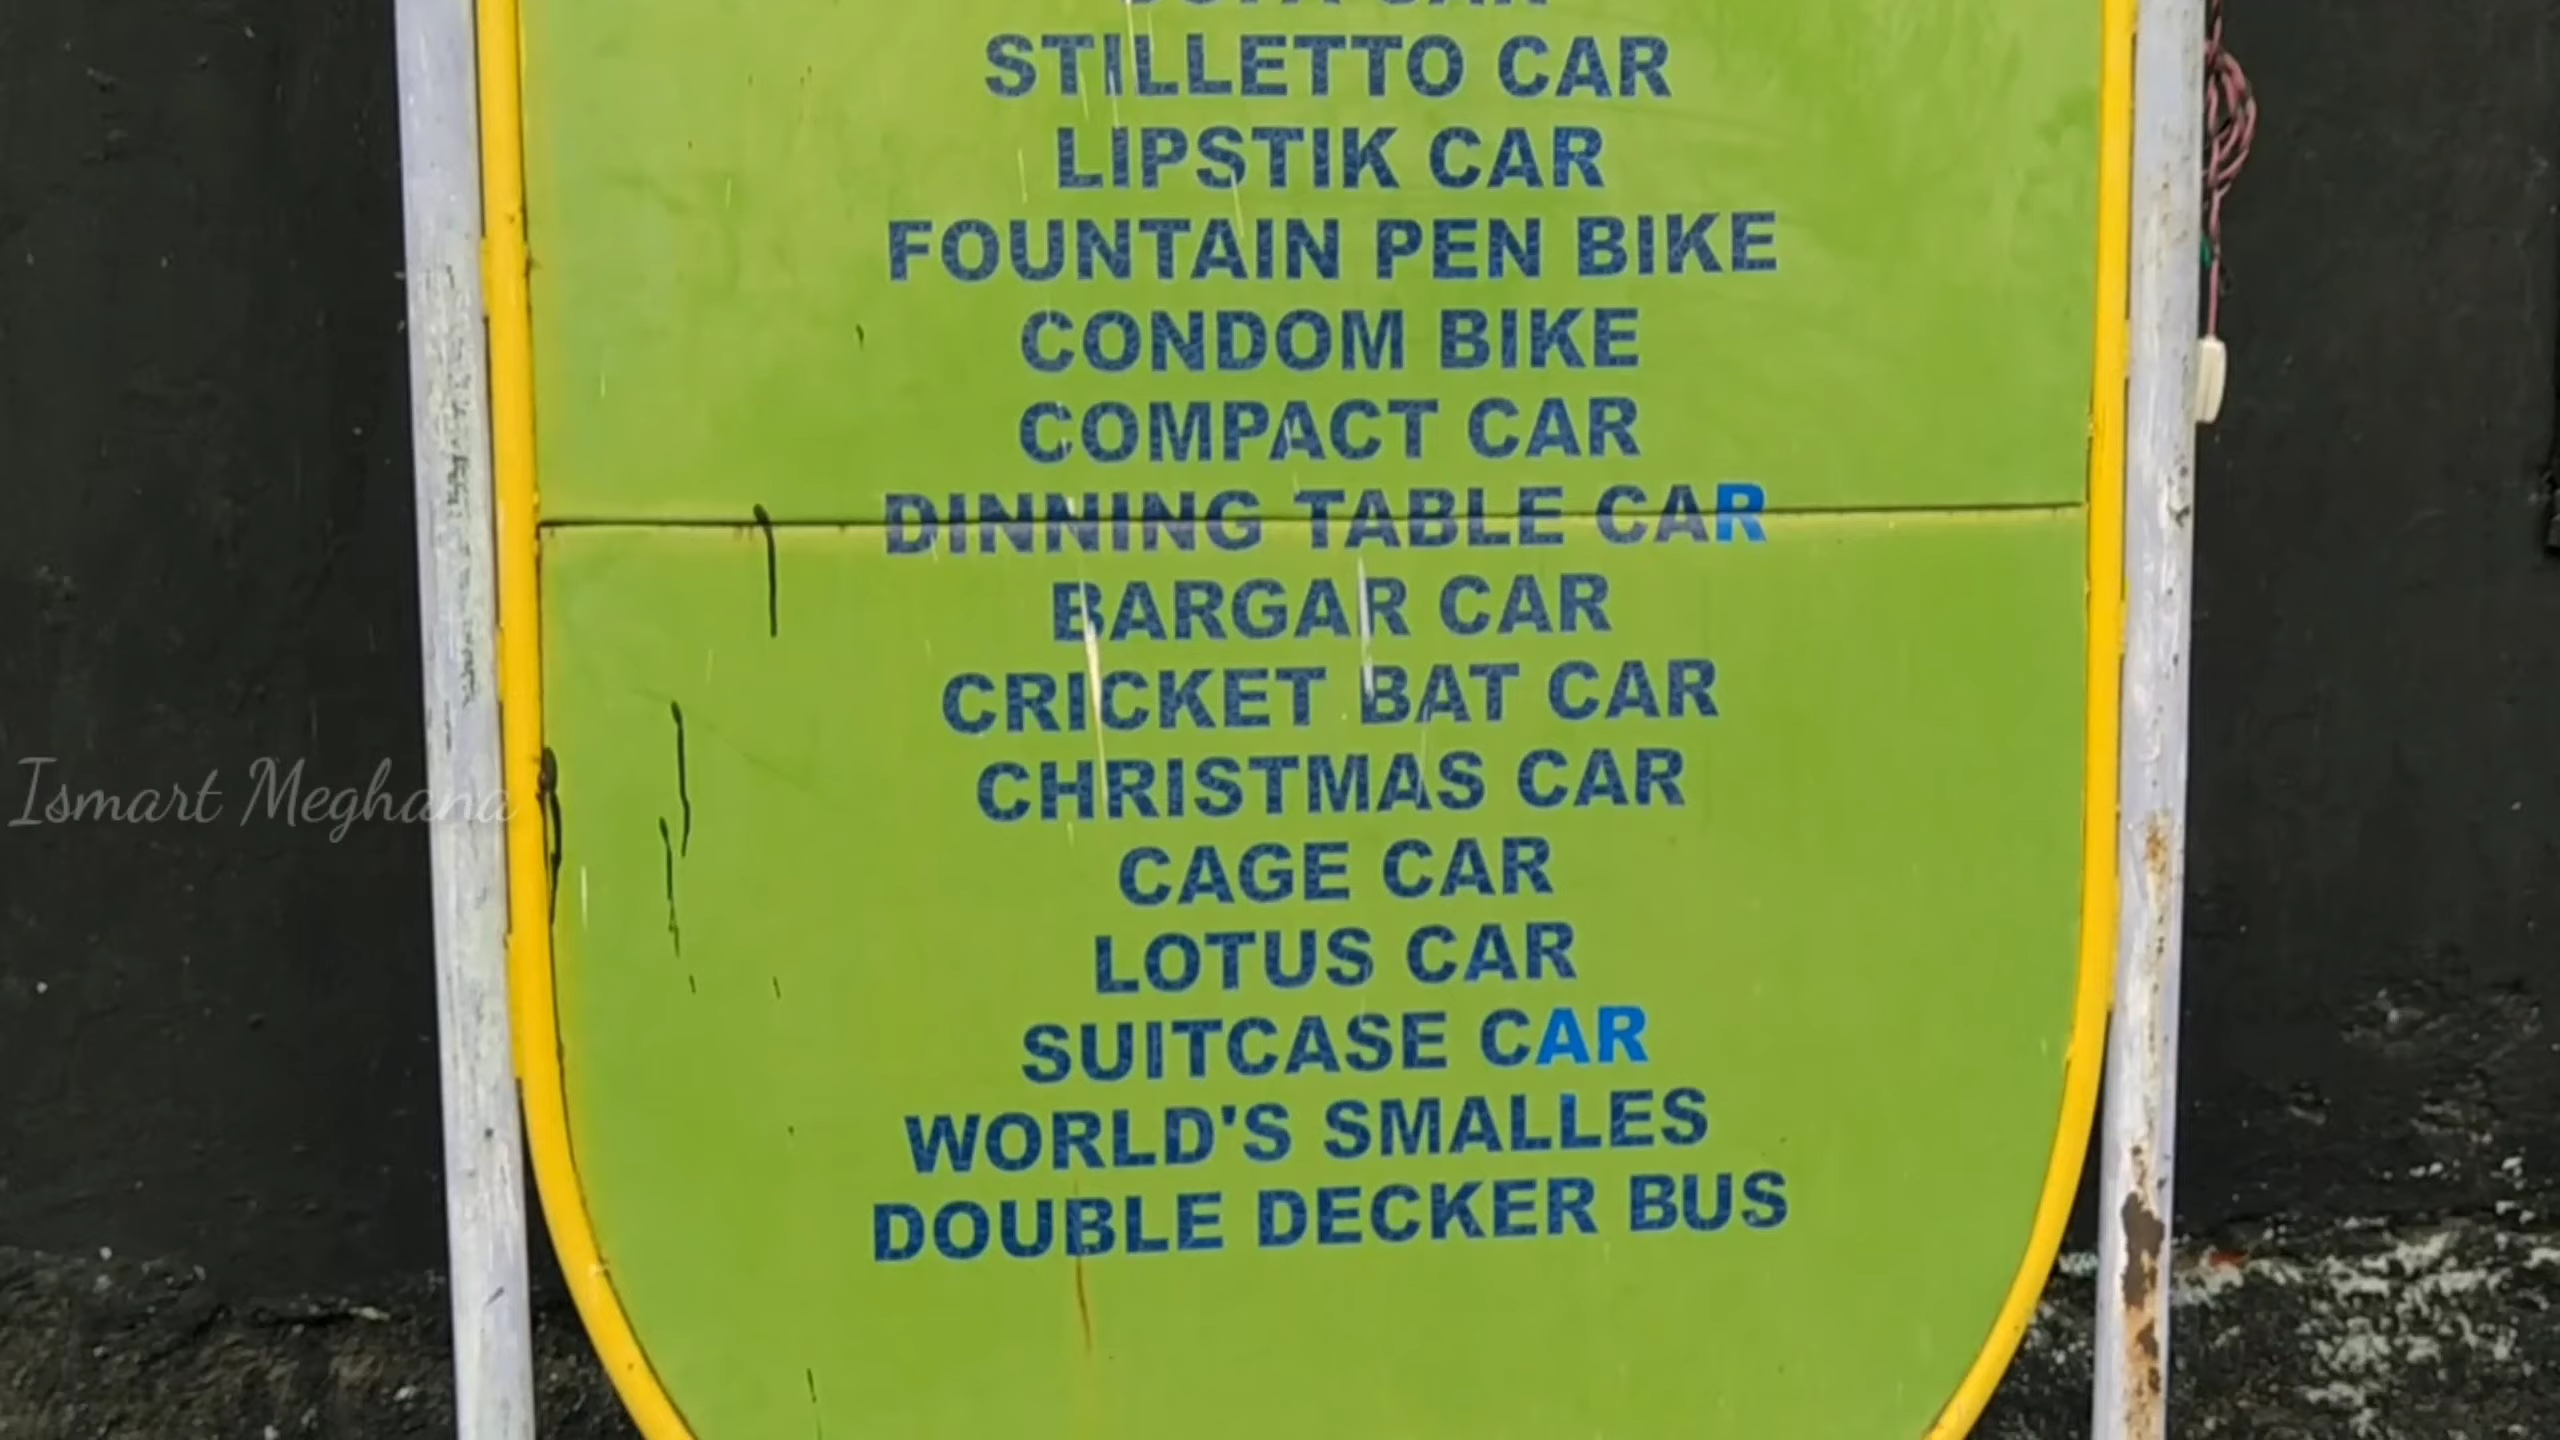 CAR
STILLETTO CAR
LIPSTIK CAR
FOUNTAIN PEN BIKE
CONDOM BIKE
COMPACT CAR
DINNING TABLE CAR
BARGAR CAR
CRICKET BAT CAR
CHRISTMAS CAR
Ismart Meghana
CAGE CAR
LOTUS CAR
SUITCASE CAR
WORLD'S SMALLES
DOUBLE DECKER BUS